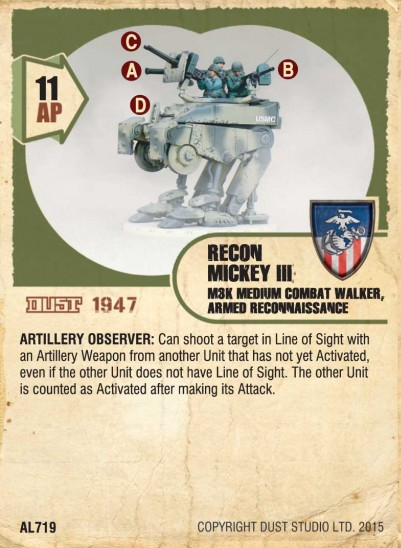 C
A
B
11
AP
D
USMC
RECON
MICKEY III
M3K MEDIUM COMBAT WALKER,
ARMED RECONNAISSANCE
DUST 1947
ARTILLERY OBSERVER: Can shoot a target in Line of Sight with
an Artillery Weapon from another Unit that has not yet Activated,
even if the other Unit does not have Line of Sight. The other Unit
is counted as Activated after making its Attack.
AL719
COPYRIGHT DUST STUDIO LTD. 2015